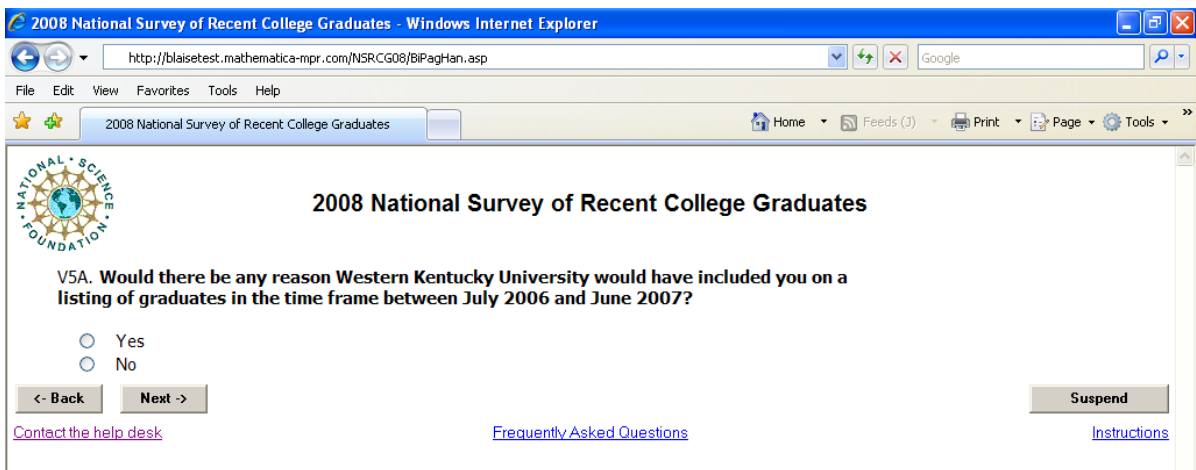 2008 National Survey of Recent College Graduates - Windows Internet Explorer
http://blaisetest.mathematica-mpr.com/NSRCG08/BiPagHan.asp
Google
File Edit View Favorites Tools Help
2008 National Survey of Recent College Graduates
Home Feeds (J) Print Page Tools »
NATIONAL SCIENCE FOUNDATION
2008 National Survey of Recent College Graduates
V5A. Would there be any reason Western Kentucky University would have included you on a
listing of graduates in the time frame between July 2006 and June 2007?
Yes
No
<- Back Next -> Suspend
Contact the help desk Frequently Asked Questions Instructions